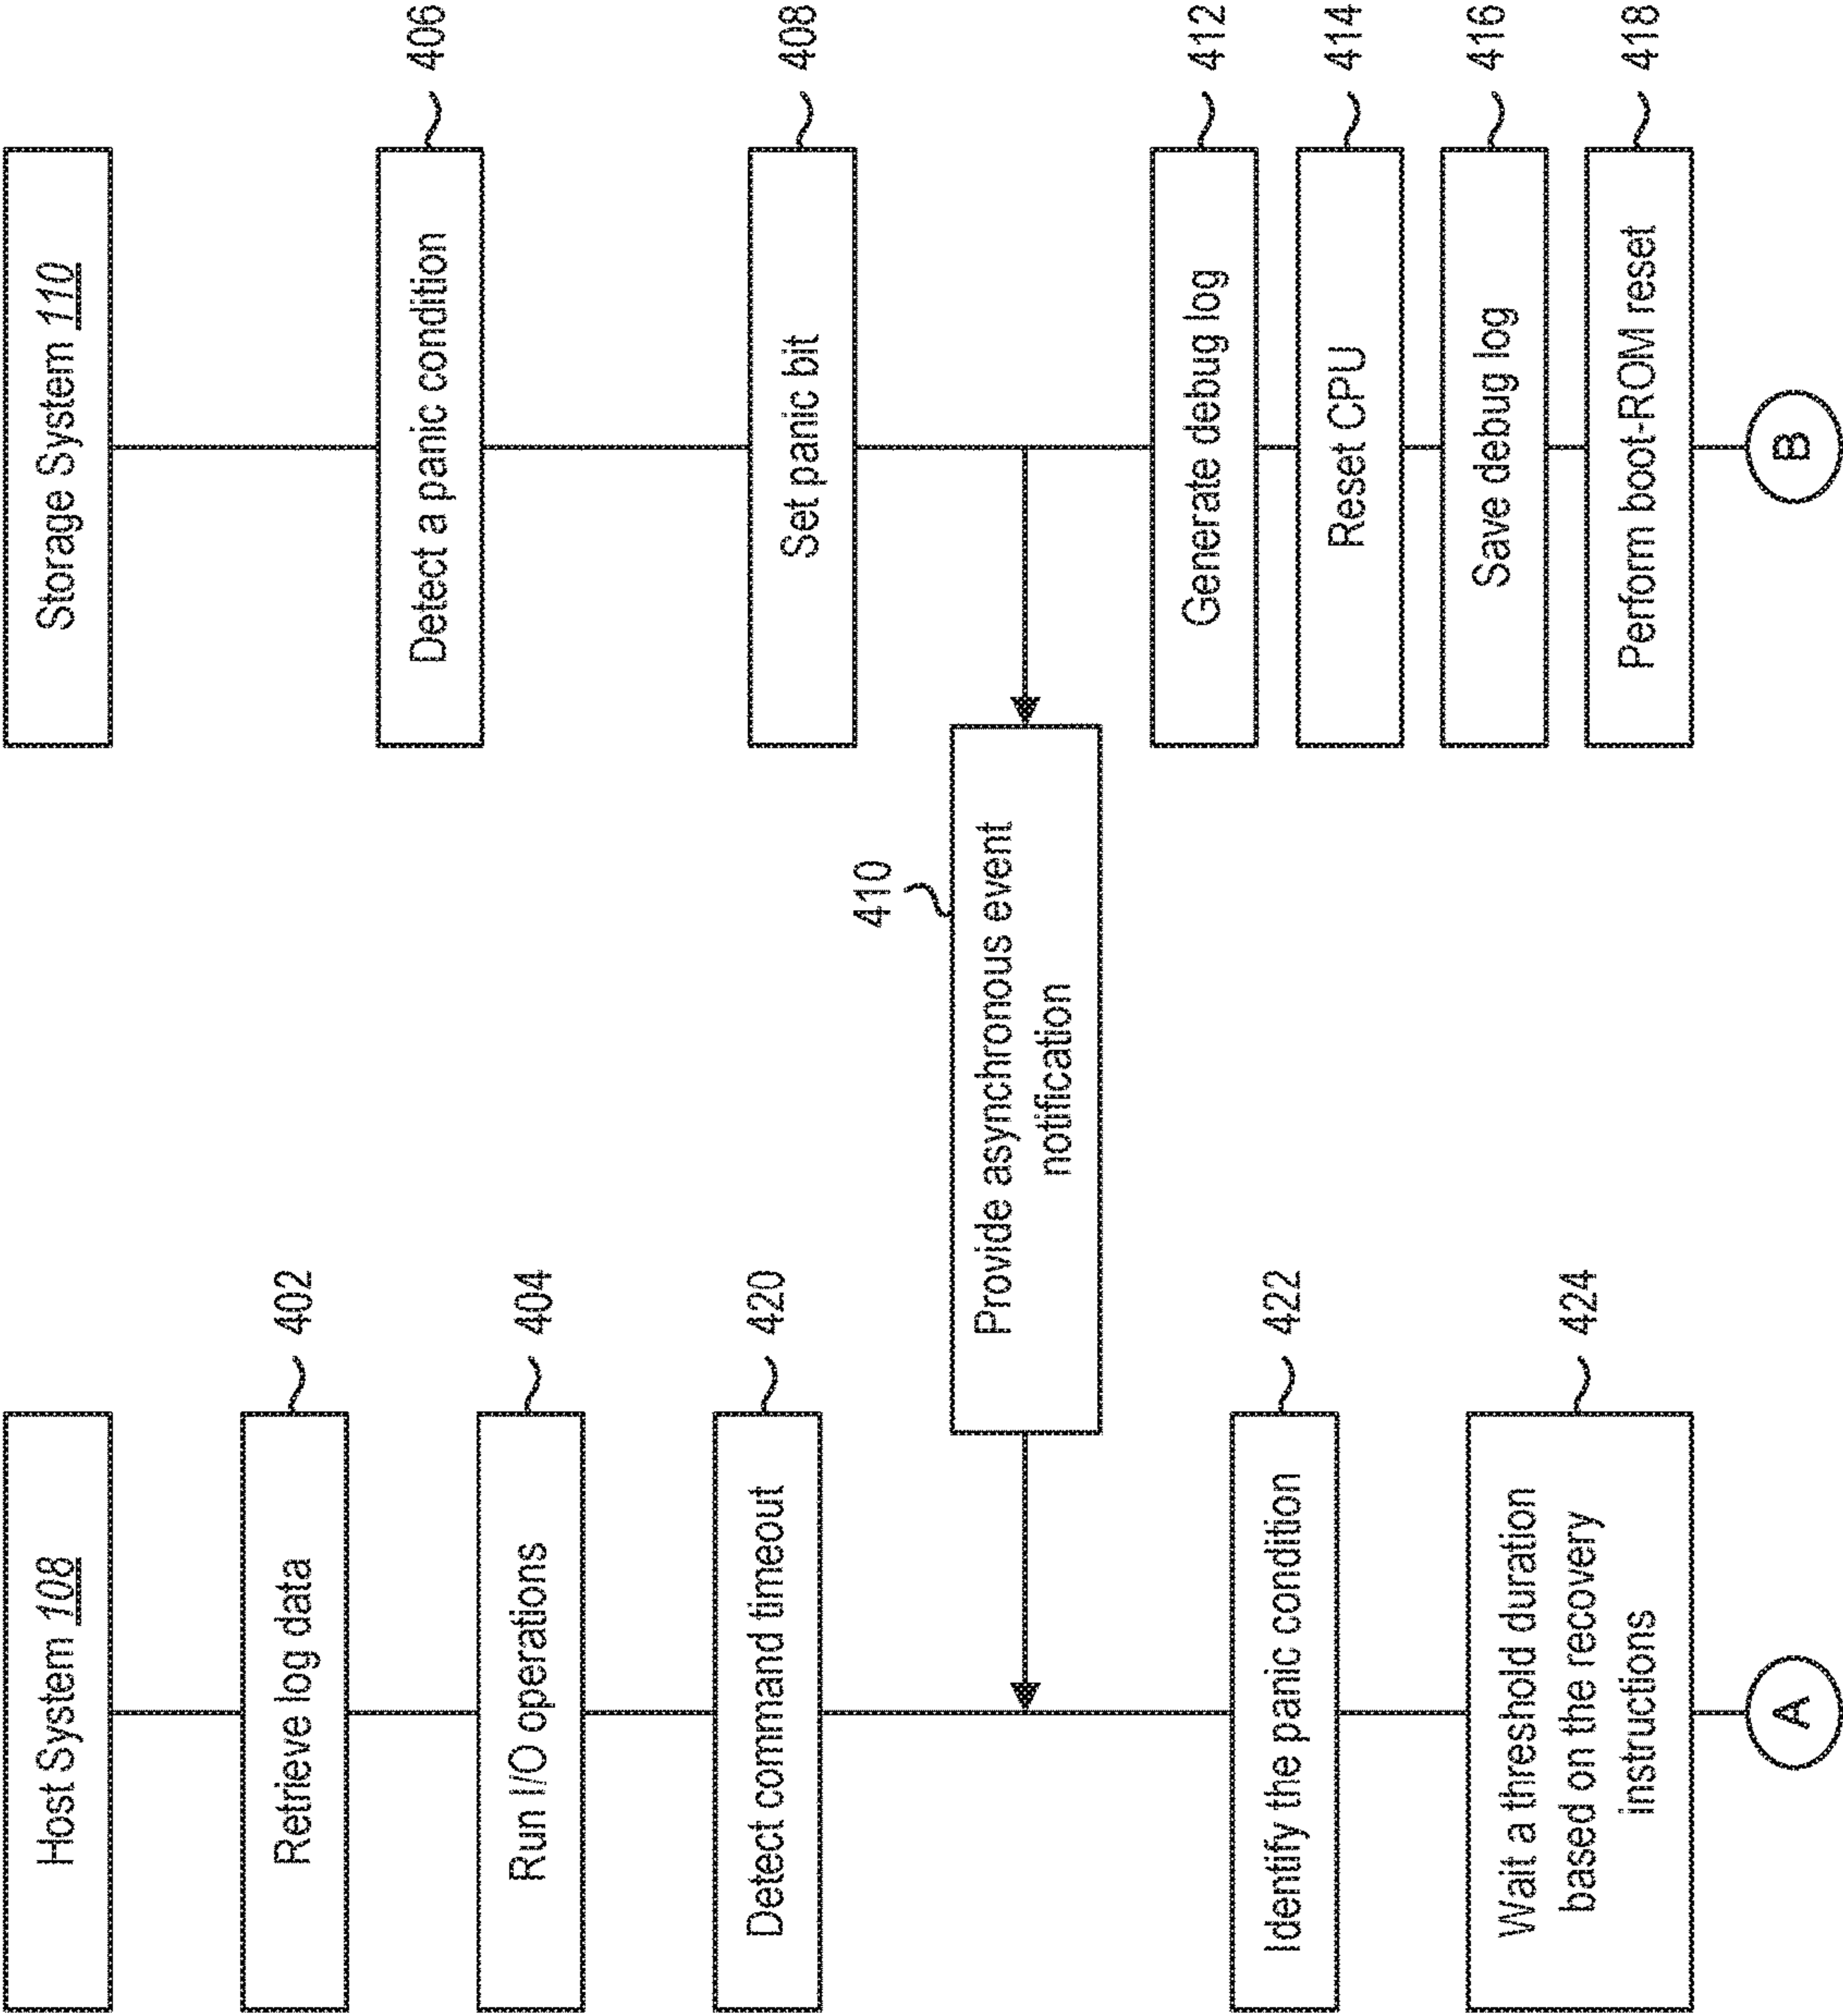 Host System 108
Storage System 110
Retrieve log data
402
Run I/O operations
404
Detect a panic condition
406
Detect command timeout
420
Set panic bit
408
Provide asynchronous event
notification
410
Identify the panic condition
422
Wait a threshold duration
based on the recovery
instructions
424
Generate debug log
412
Reset CPU
414
Save debug log
416
Perform boot-ROM reset
418
A
B